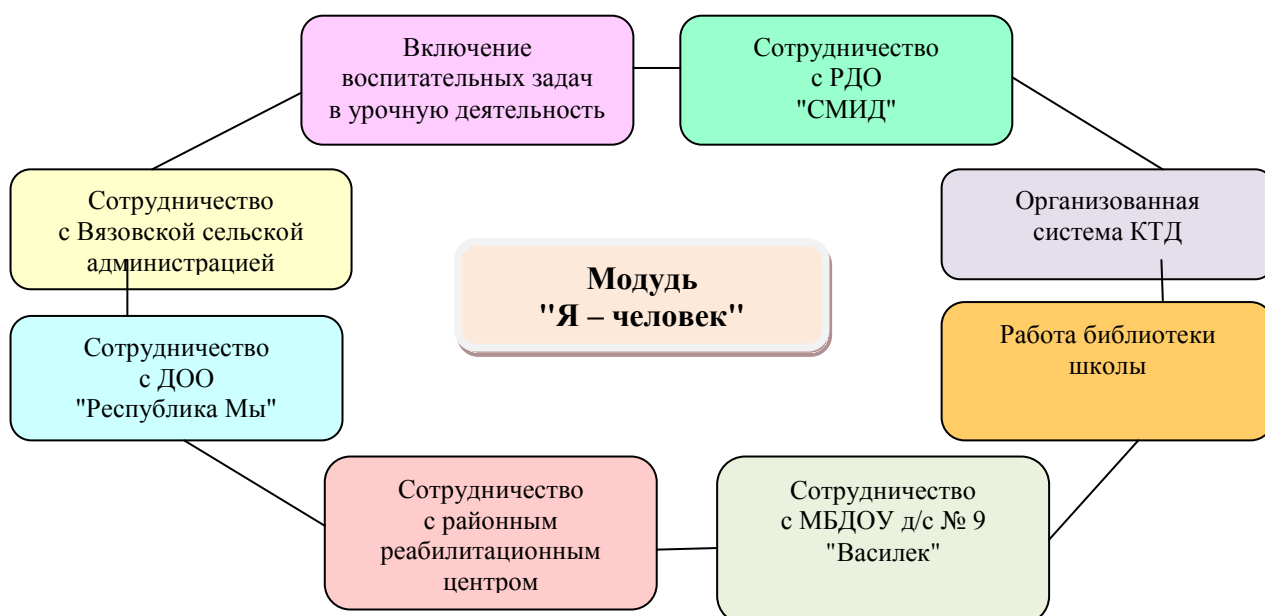 Включение
воспитательных задач
в урочную деятельность
Сотрудничество
с РДО
"СМИД"
Сотрудничество
с Вязовской сельской
администрацией
Организованная
система КТД
Модудь
"Я – человек"
Сотрудничество
с ДОО
"Республика Мы"
Работа библиотеки
школы
Сотрудничество
с районным
реабилитационным
центром
Сотрудничество
с МБДОУ д/с № 9
"Василек"